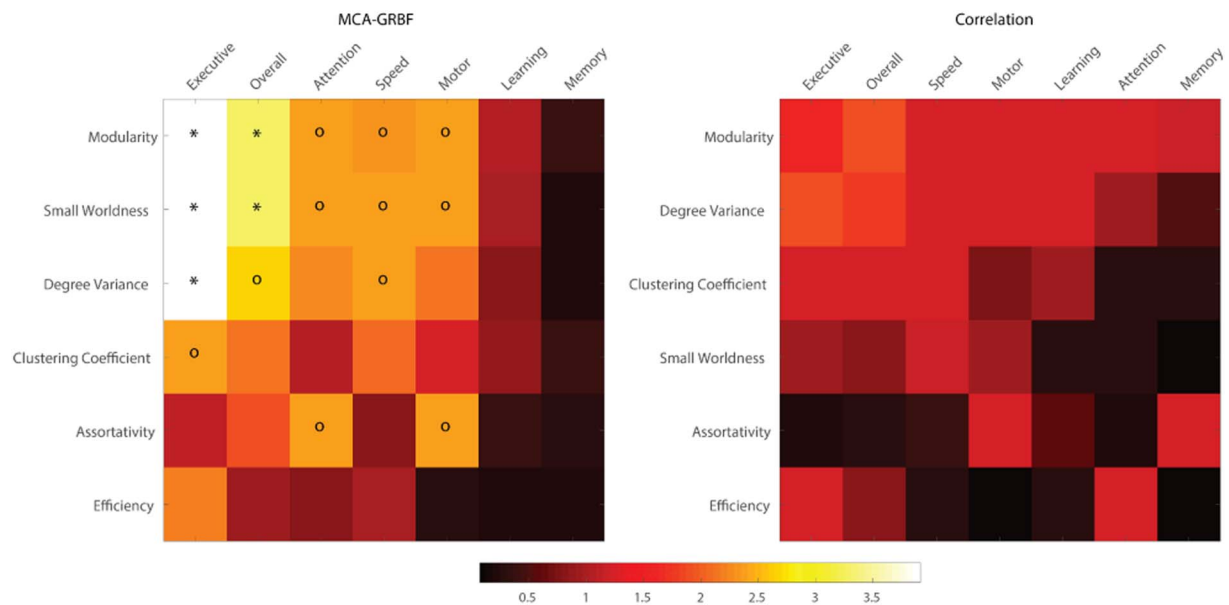 MCA-GRBF
Correlation
Executive Overall Attention Speed Motor Learning Memory
Executive Overall Speed Motor Learning Attention Memory
Modularity * * o o o
Small Worldness * * o o o
Degree Variance * o o
Clustering Coefficient o
Assortativity o o
Efficiency
Modularity
Degree Variance
Clustering Coefficient
Small Worldness
Assortativity
Efficiency
0.5 1 1.5 2 2.5 3 3.5